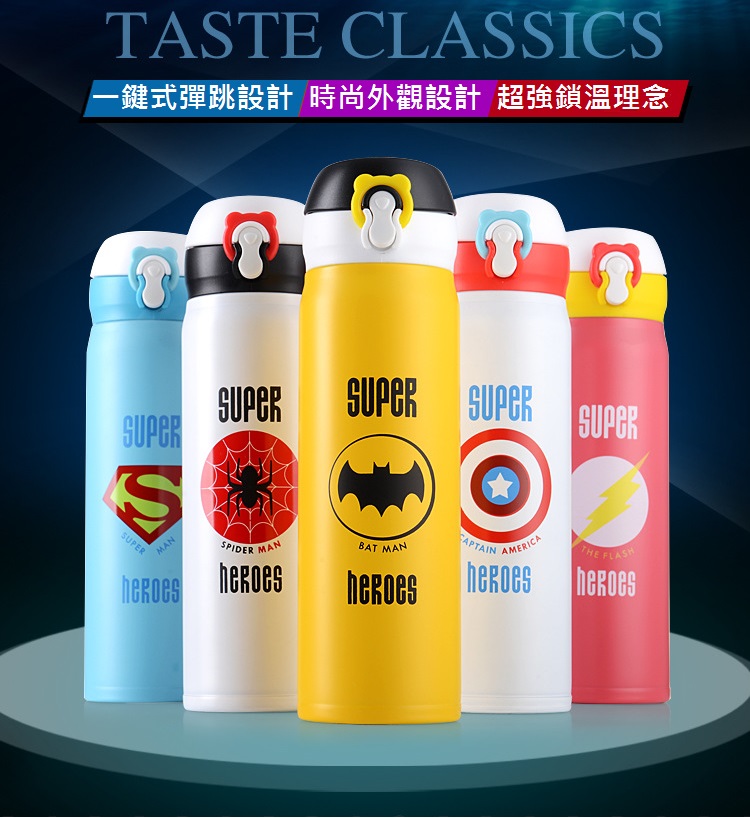 TASTE CLASSICS
一鍵式彈跳設計 時尚外觀設計 超強鎖溫理念
SUPER
SUPER MAN
heroes
SUPER
SPIDER MAN
heroes
SUPER
BAT MAN
heroes
SUPER
CAPTAIN AMERICA
heroes
SUPER
THE FLASH
heroes